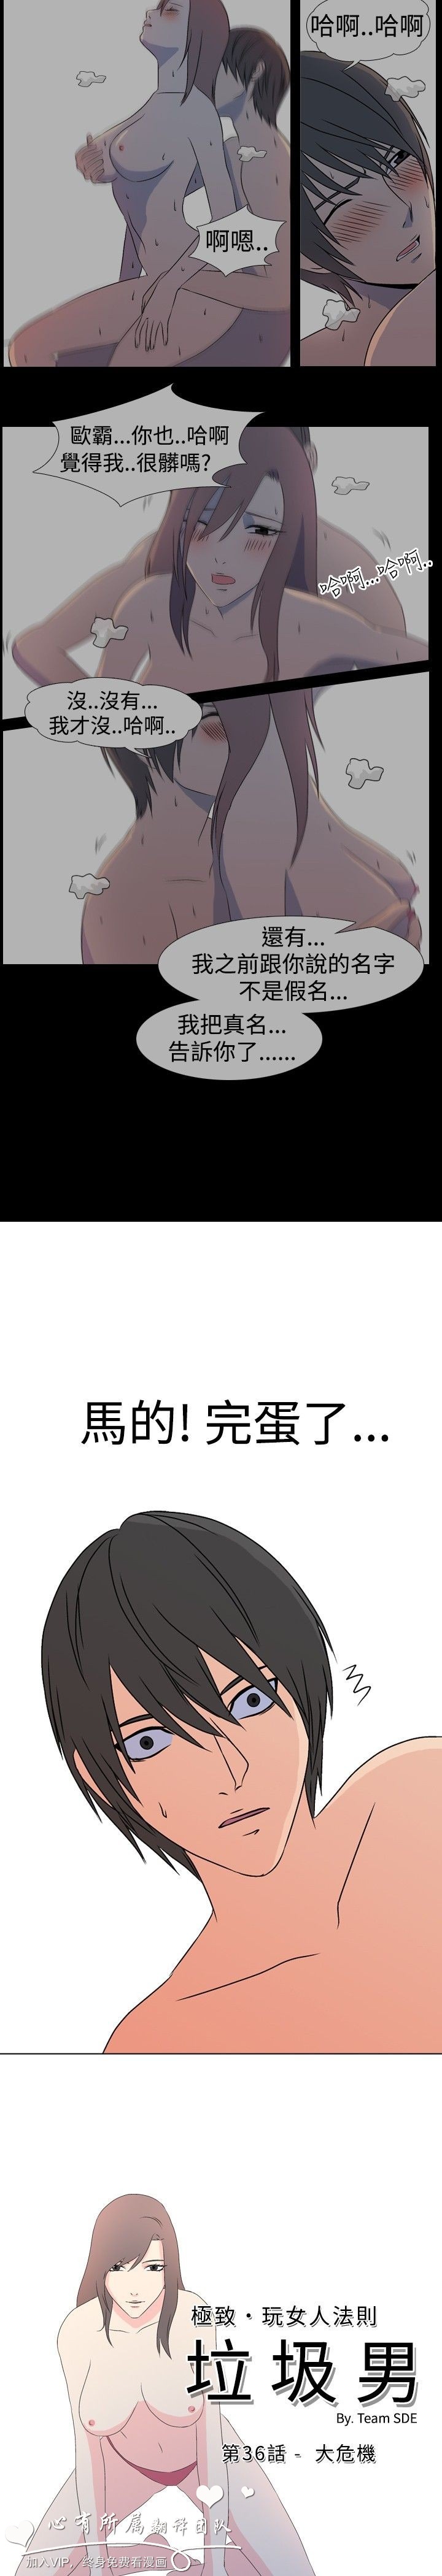 哈啊..哈啊
啊嗯..
歐霸...你也..哈啊
覺得我..很髒嗎?
哈啊...哈啊..
沒..沒有...
我才沒..哈啊..
還有...
我之前跟你說的名字
不是假名...
我把真名...
告訴你了......
馬的! 完蛋了...
極致·玩女人法則
垃圾男
By. Team SDE
第36話 - 大危機
心有所属翻译团队
加入VIP，终身免费看漫画